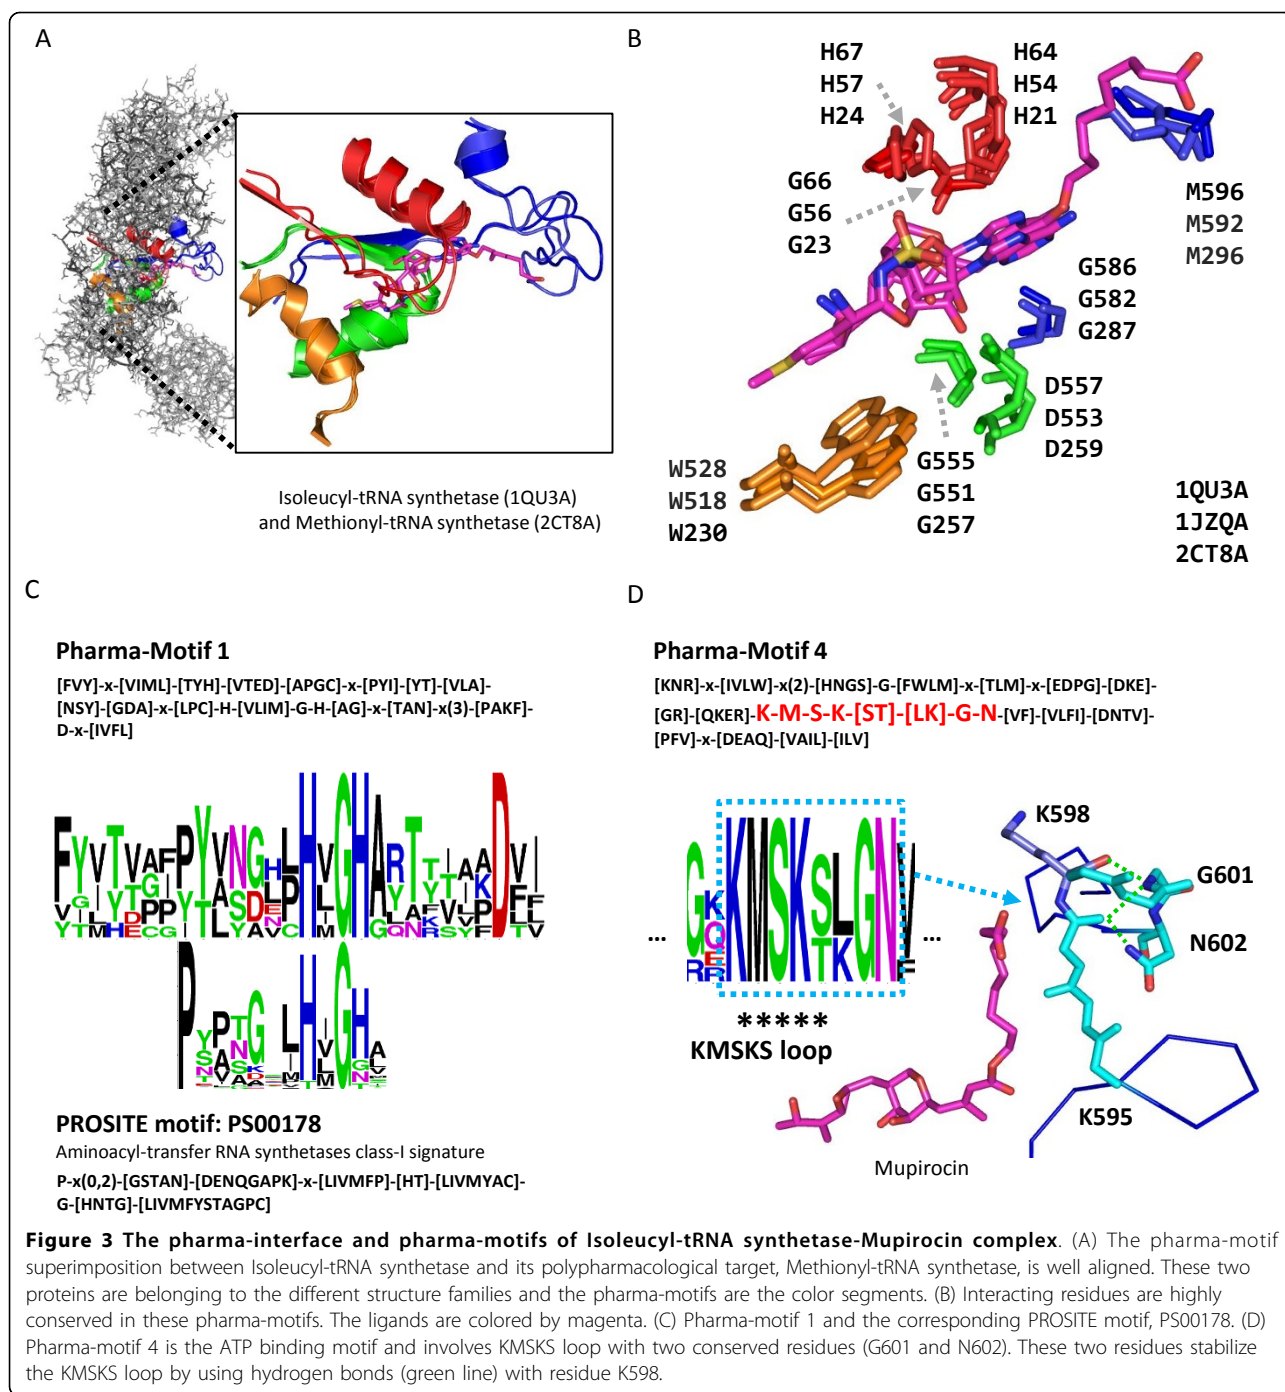 A
B
H67
H57
H24
H64
H54
H21
G66
G56
G23
M596
M592
M296
G586
G582
G287
D557
D553
D259
W528
W518
W230
G555
G551
G257
1QU3A
1JZQA
2CT8A
Isoleucyl-tRNA synthetase (1QU3A)
and Methionyl-tRNA synthetase (2CT8A)
C
Pharma-Motif 1
[FVY]-x-[VIML]-[TYH]-[VTED]-[APGC]-x-[PYI]-[YT]-[VLA]-
[NSY]-[GDA]-x-[LPC]-H-[VLIM]-G-H-[AG]-x-[TAN]-x(3)-[PAKF]-
D-x-[IVFL]
PROSITE motif: PS00178
Aminoacyl-transfer RNA synthetases class-I signature
P-x(0,2)-[GSTAN]-[DENQGAPK]-x-[LIVMFP]-[HT]-[LIVMYAC]-
G-[HNTG]-[LIVMFYSTAGPC]
D
Pharma-Motif 4
[KNR]-x-[IVLW]-x(2)-[HNGS]-G-[FWLM]-x-[TLM]-x-[EDPG]-[DKE]-
[GR]-[QKER]-K-M-S-K-[ST]-[LK]-G-N-[VF]-[VLFI]-[DNTV]-
[PFV]-x-[DEAQ]-[VAIL]-[ILV]
... ...
*****
KMSKS loop
K598
G601
N602
K595
Mupirocin
Figure 3 The pharma-interface and pharma-motifs of Isoleucyl-tRNA synthetase-Mupirocin complex. (A) The pharma-motif
superimposition between Isoleucyl-tRNA synthetase and its polypharmacological target, Methionyl-tRNA synthetase, is well aligned. These two
proteins are belonging to the different structure families and the pharma-motifs are the color segments. (B) Interacting residues are highly
conserved in these pharma-motifs. The ligands are colored by magenta. (C) Pharma-motif 1 and the corresponding PROSITE motif, PS00178. (D)
Pharma-motif 4 is the ATP binding motif and involves KMSKS loop with two conserved residues (G601 and N602). These two residues stabilize
the KMSKS loop by using hydrogen bonds (green line) with residue K598.